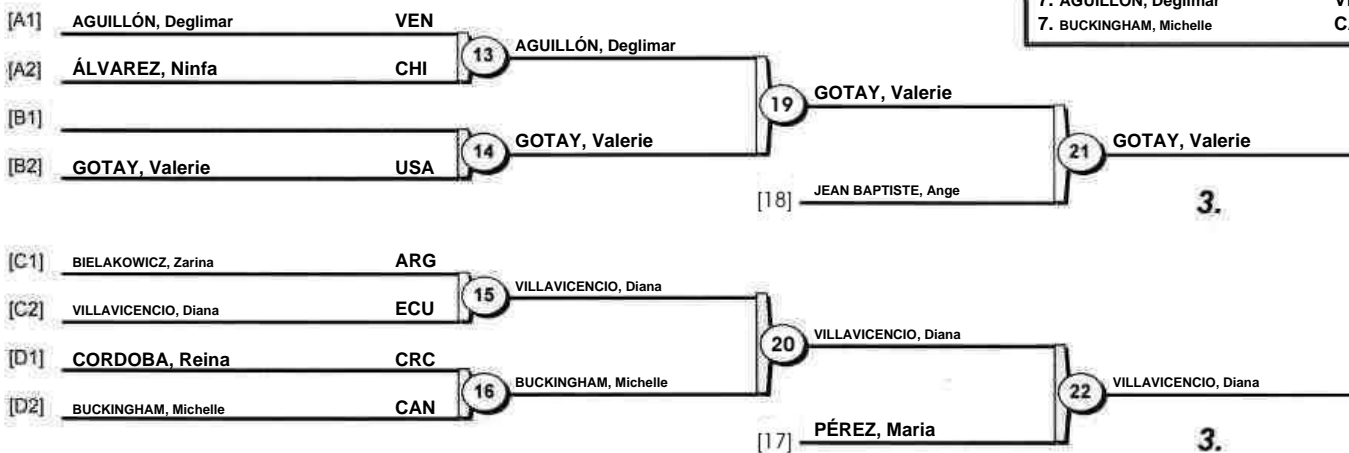 7. AGUILLÓN, Deglimar
7. BUCKINGHAM, Michelle
[A1] AGUILLÓN, Deglimar VEN
[A2] ÁLVAREZ, Ninfa CHI
13 AGUILLÓN, Deglimar
[B1]
[B2] GOTAY, Valerie USA
14 GOTAY, Valerie
19 GOTAY, Valerie
[18] JEAN BAPTISTE, Ange
21 GOTAY, Valerie
3.
[C1] BIELAKOWICZ, Zarina ARG
[C2] VILLAVICENCIO, Diana ECU
15 VILLAVICENCIO, Diana
[D1] CORDOBA, Reina CRC
[D2] BUCKINGHAM, Michelle CAN
16 BUCKINGHAM, Michelle
20 VILLAVICENCIO, Diana
[17] PÉREZ, Maria
22 VILLAVICENCIO, Diana
3.